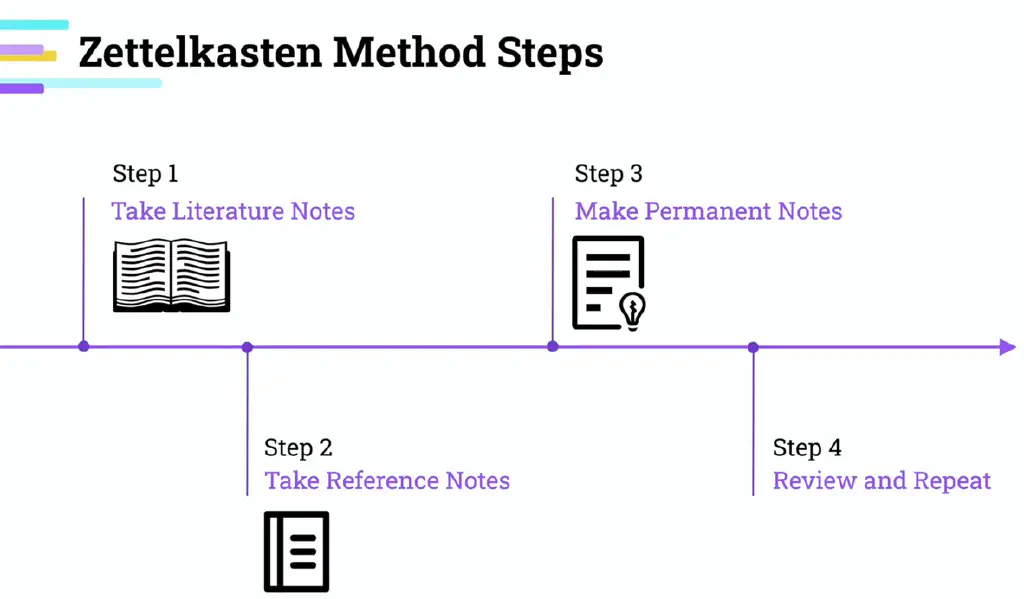 Zettelkasten Method Steps
Step 1
Take Literature Notes
Step 2
Take Reference Notes
Step 3
Make Permanent Notes
Step 4
Review and Repeat